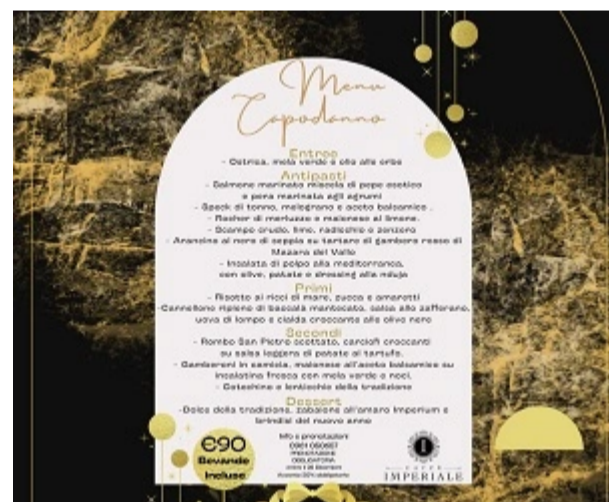 Menu
Capodanno
Entree
- Ostrica, mela verde e olio alle erbe
Antipasti
- Salmone marinato miscela di pepe esotico
e pera marinata agli agrumi
- Speck di tonno, melograno e aceto balsamico .
- Rocher di merluzzo e maionese al limone.
- Scampo crudo, lime, radicchio e zenzero
- Arancino al nero di seppia su tartare di gambero rosso di
Mazara del Vallo
- Insalata di polpo alla mediterranea,
con olive, patate e dressing alla nduja
Primi
- Risotto ai ricci di mare, zucca e amaretti
-Cannellone ripieno di baccalà mantecato, salsa allo zafferano,
uova di lompo e cialda croccante alle olive nere
Secondi
- Rombo San Pietro scottato, carciofi croccanti
su salsa leggera di patate al tartufo.
- Gamberoni in camicia, maionese all'aceto balsamico su
insalatina fresca con mela verde e noci.
- Cotechino e lenticchie della tradizione
Dessert
-Dolce della tradizione, zabaione all'amaro Imperium e
brindisi del nuovo anno
€90
Bevande
Incluse
Info e prenotazioni
PRENOTAZIONE
OBBLIGATORIA
CAFFÈ
IMPERIALE